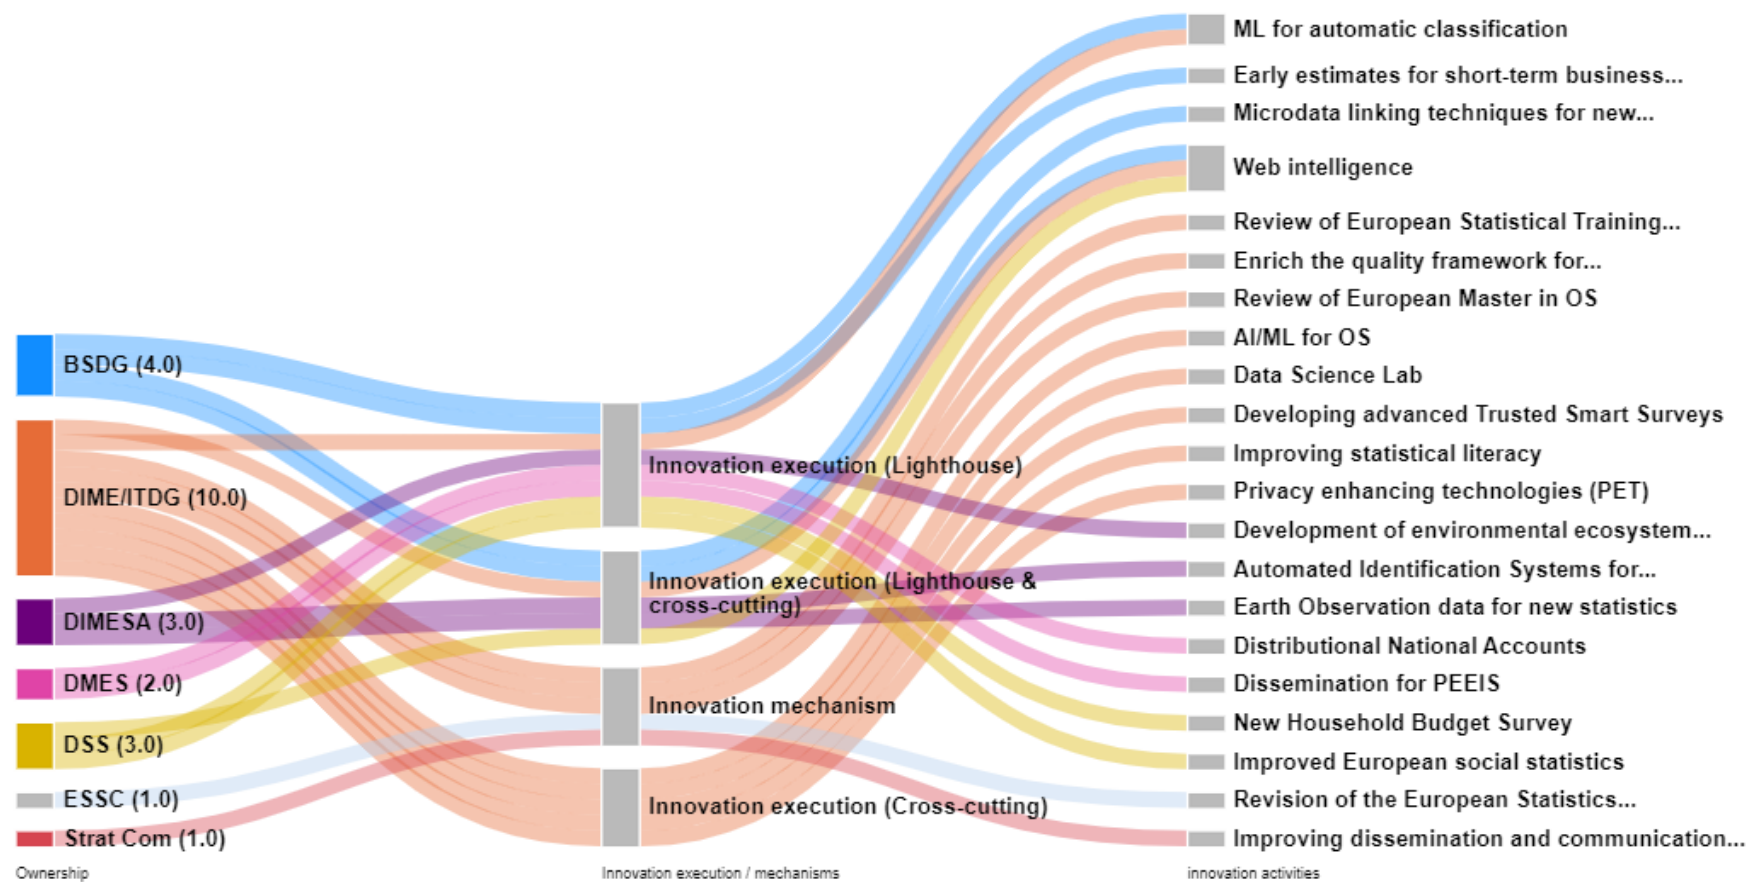 BSDG (4.0)
DIME/ITDG (10.0)
DIMESA (3.0)
DMES (2.0)
DSS (3.0)
ESSC (1.0)
Strat Com (1.0)
Ownership
Innovation execution (Lighthouse)
Innovation execution (Lighthouse &
cross-cutting)
Innovation mechanism
Innovation execution (Cross-cutting)
Innovation execution / mechanisms
ML for automatic classification
Early estimates for short-term business...
Microdata linking techniques for new...
Web intelligence
Review of European Statistical Training...
Enrich the quality framework for...
Review of European Master in OS
AI/ML for OS
Data Science Lab
Developing advanced Trusted Smart Surveys
Improving statistical literacy
Privacy enhancing technologies (PET)
Development of environmental ecosystem...
Automated Identification Systems for...
Earth Observation data for new statistics
Distributional National Accounts
Dissemination for PEEIS
New Household Budget Survey
Improved European social statistics
Revision of the European Statistics...
Improving dissemination and communication...
innovation activities